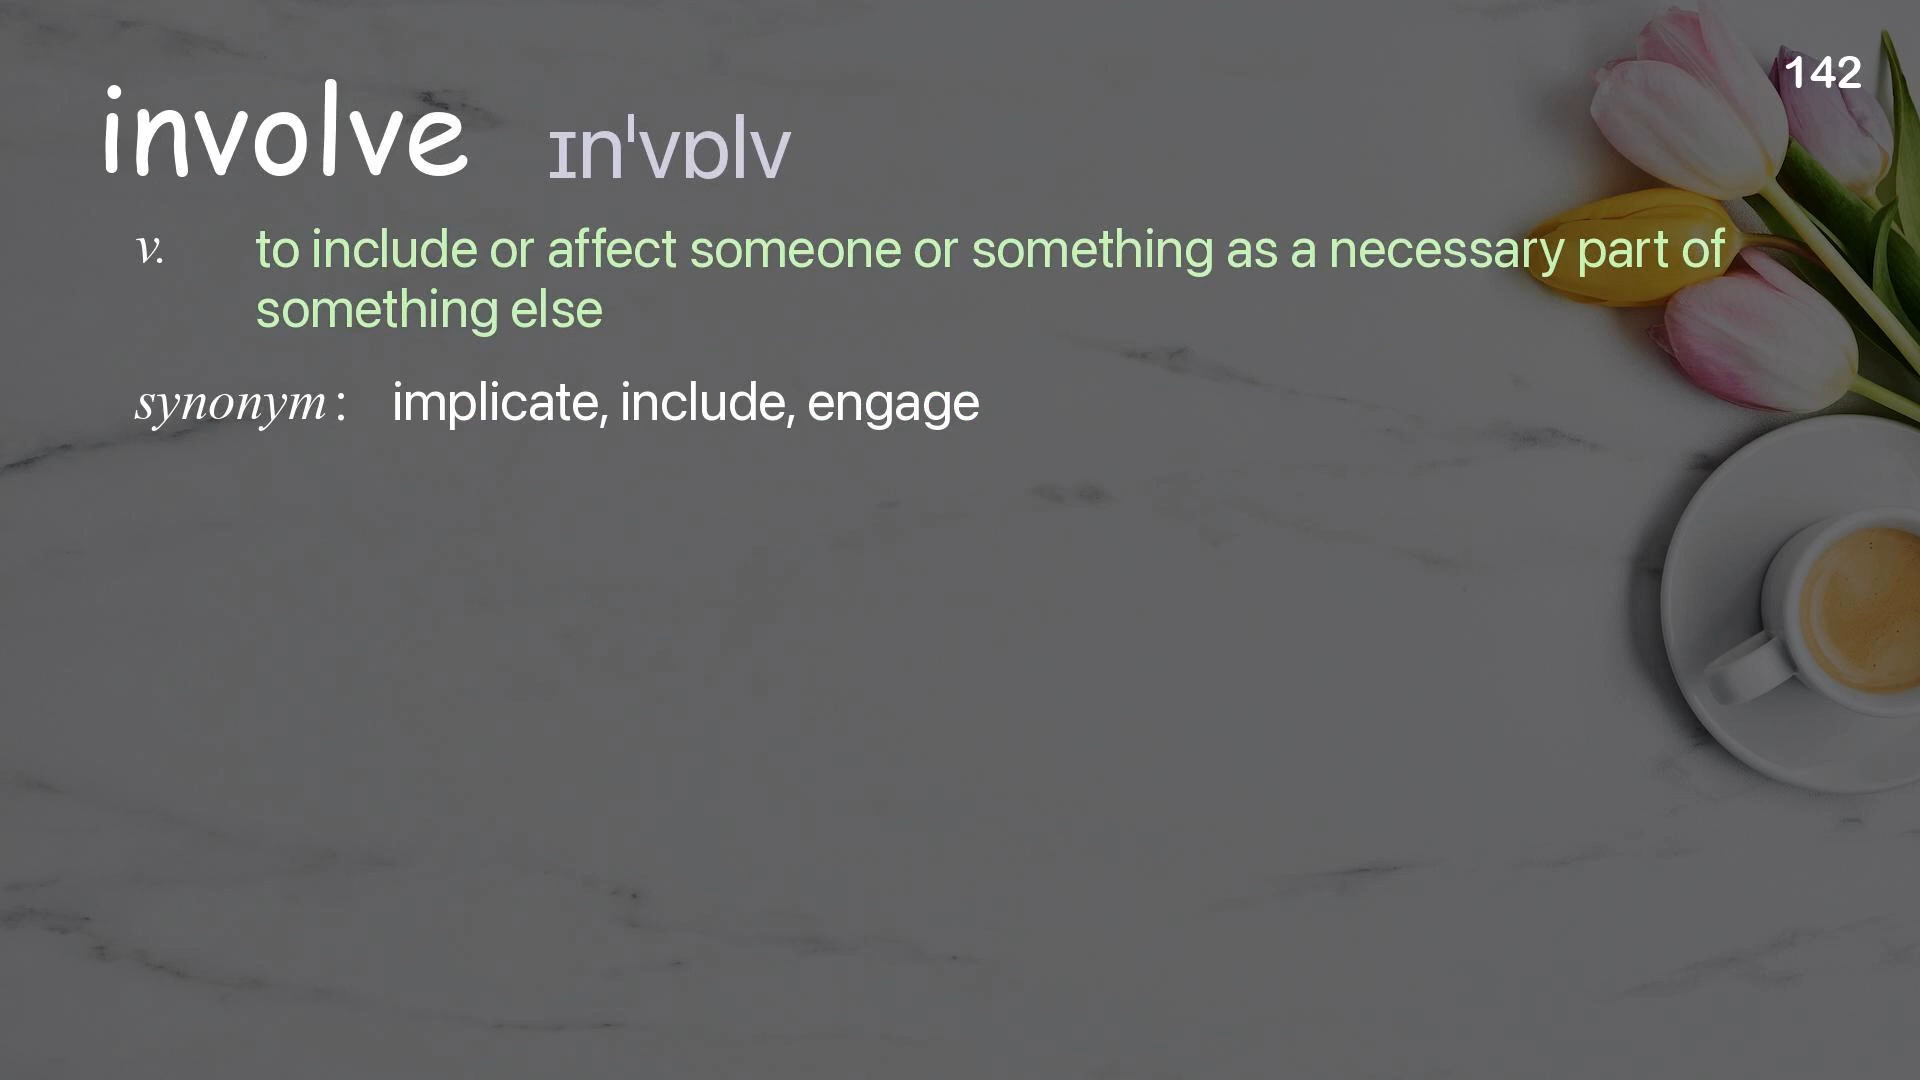 142
involve ɪnˈvɒlv
v. to include or affect someone or something as a necessary part of
something else
synonym : implicate, include, engage